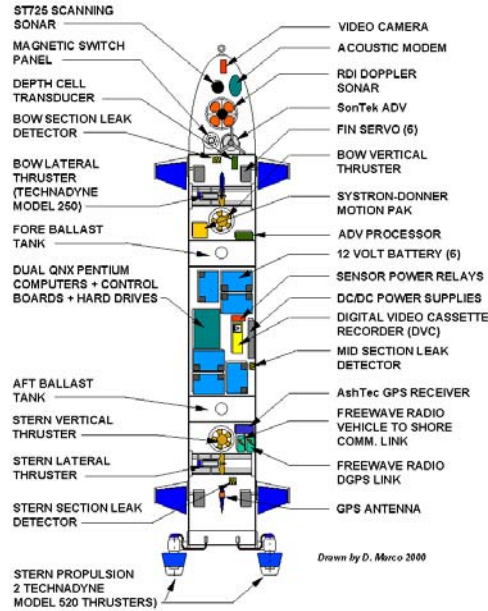 ST725 SCANNING
SONAR
MAGNETIC SWITCH
PANEL
DEPTH CELL
TRANSDUCER
BOW SECTION LEAK
DETECTOR
BOW LATERAL
THRUSTER
(TECHNADYNE
MODEL 250)
FORE BALLAST
TANK
DUAL QNX PENTIUM
COMPUTERS + CONTROL
BOARDS + HARD DRIVES
AFT BALLAST
TANK
STERN VERTICAL
THRUSTER
STERN LATERAL
THRUSTER
STERN SECTION LEAK
DETECTOR
STERN PROPULSION
2 TECHNADYNE
MODEL 520 THRUSTERS)
VIDEO CAMERA
ACOUSTIC MODEM
RDI DOPPLER
SONAR
SonTek ADV
FIN SERVO (6)
BOW VERTICAL
THRUSTER
SYSTRON-DONNER
MOTION PAK
ADV PROCESSOR
12 VOLT BATTERY (6)
SENSOR POWER RELAYS
DC/DC POWER SUPPLIES
DIGITAL VIDEO CASSETTE
RECORDER (DVC)
MID SECTION LEAK
DETECTOR
AshTec GPS RECEIVER
FREEWAVE RADIO
VEHICLE TO SHORE
COMM. LINK
FREEWAVE RADIO
DGPS LINK
GPS ANTENNA
Drawn by D. Marco 2000